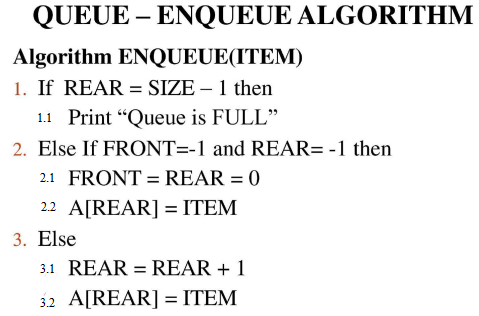 QUEUE – ENQUEUE ALGORITHM
Algorithm ENQUEUE(ITEM)
1. If REAR = SIZE – 1 then
1.1 Print “Queue is FULL”
2. Else If FRONT=-1 and REAR= -1 then
2.1 FRONT = REAR = 0
2.2 A[REAR] = ITEM
3. Else
3.1 REAR = REAR + 1
3.2 A[REAR] = ITEM